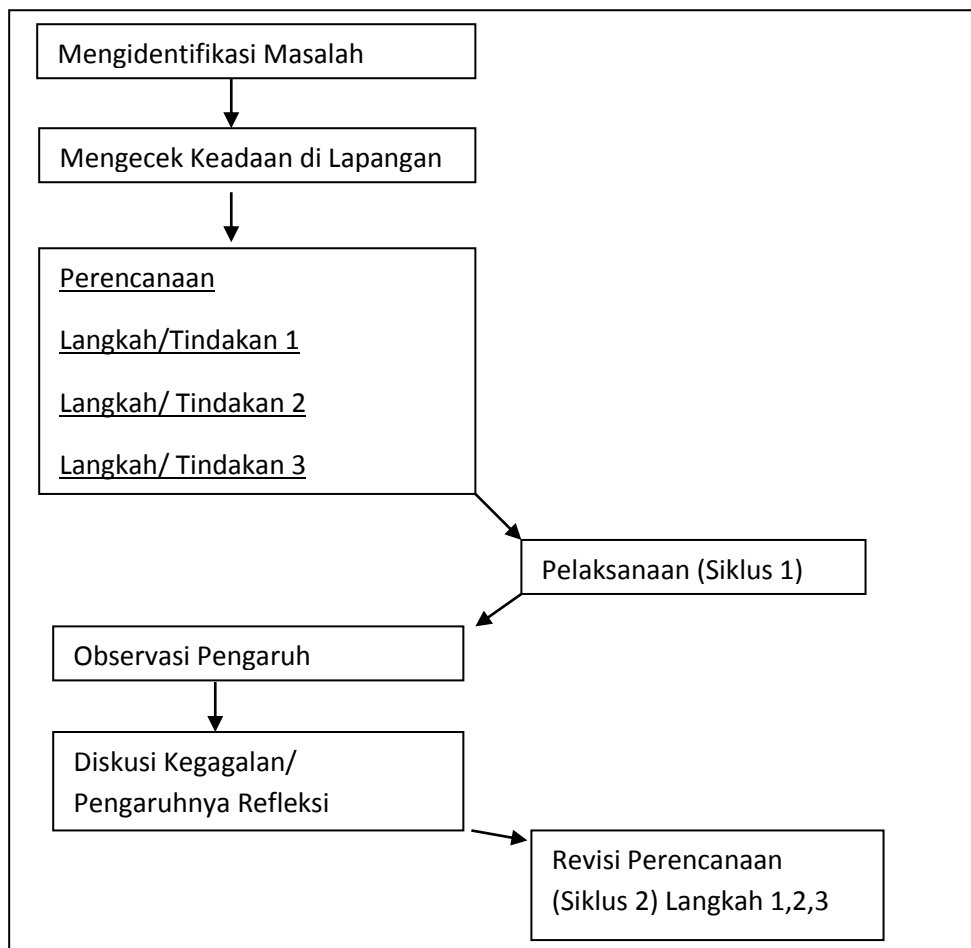 Mengidentifikasi Masalah
Mengecek Keadaan di Lapangan
Perencanaan
Langkah/Tindakan 1
Langkah/ Tindakan 2
Langkah/ Tindakan 3
Pelaksanaan (Siklus 1)
Observasi Pengaruh
Diskusi Kegagalan/
Pengaruhnya Refleksi
Revisi Perencanaan
(Siklus 2) Langkah 1,2,3